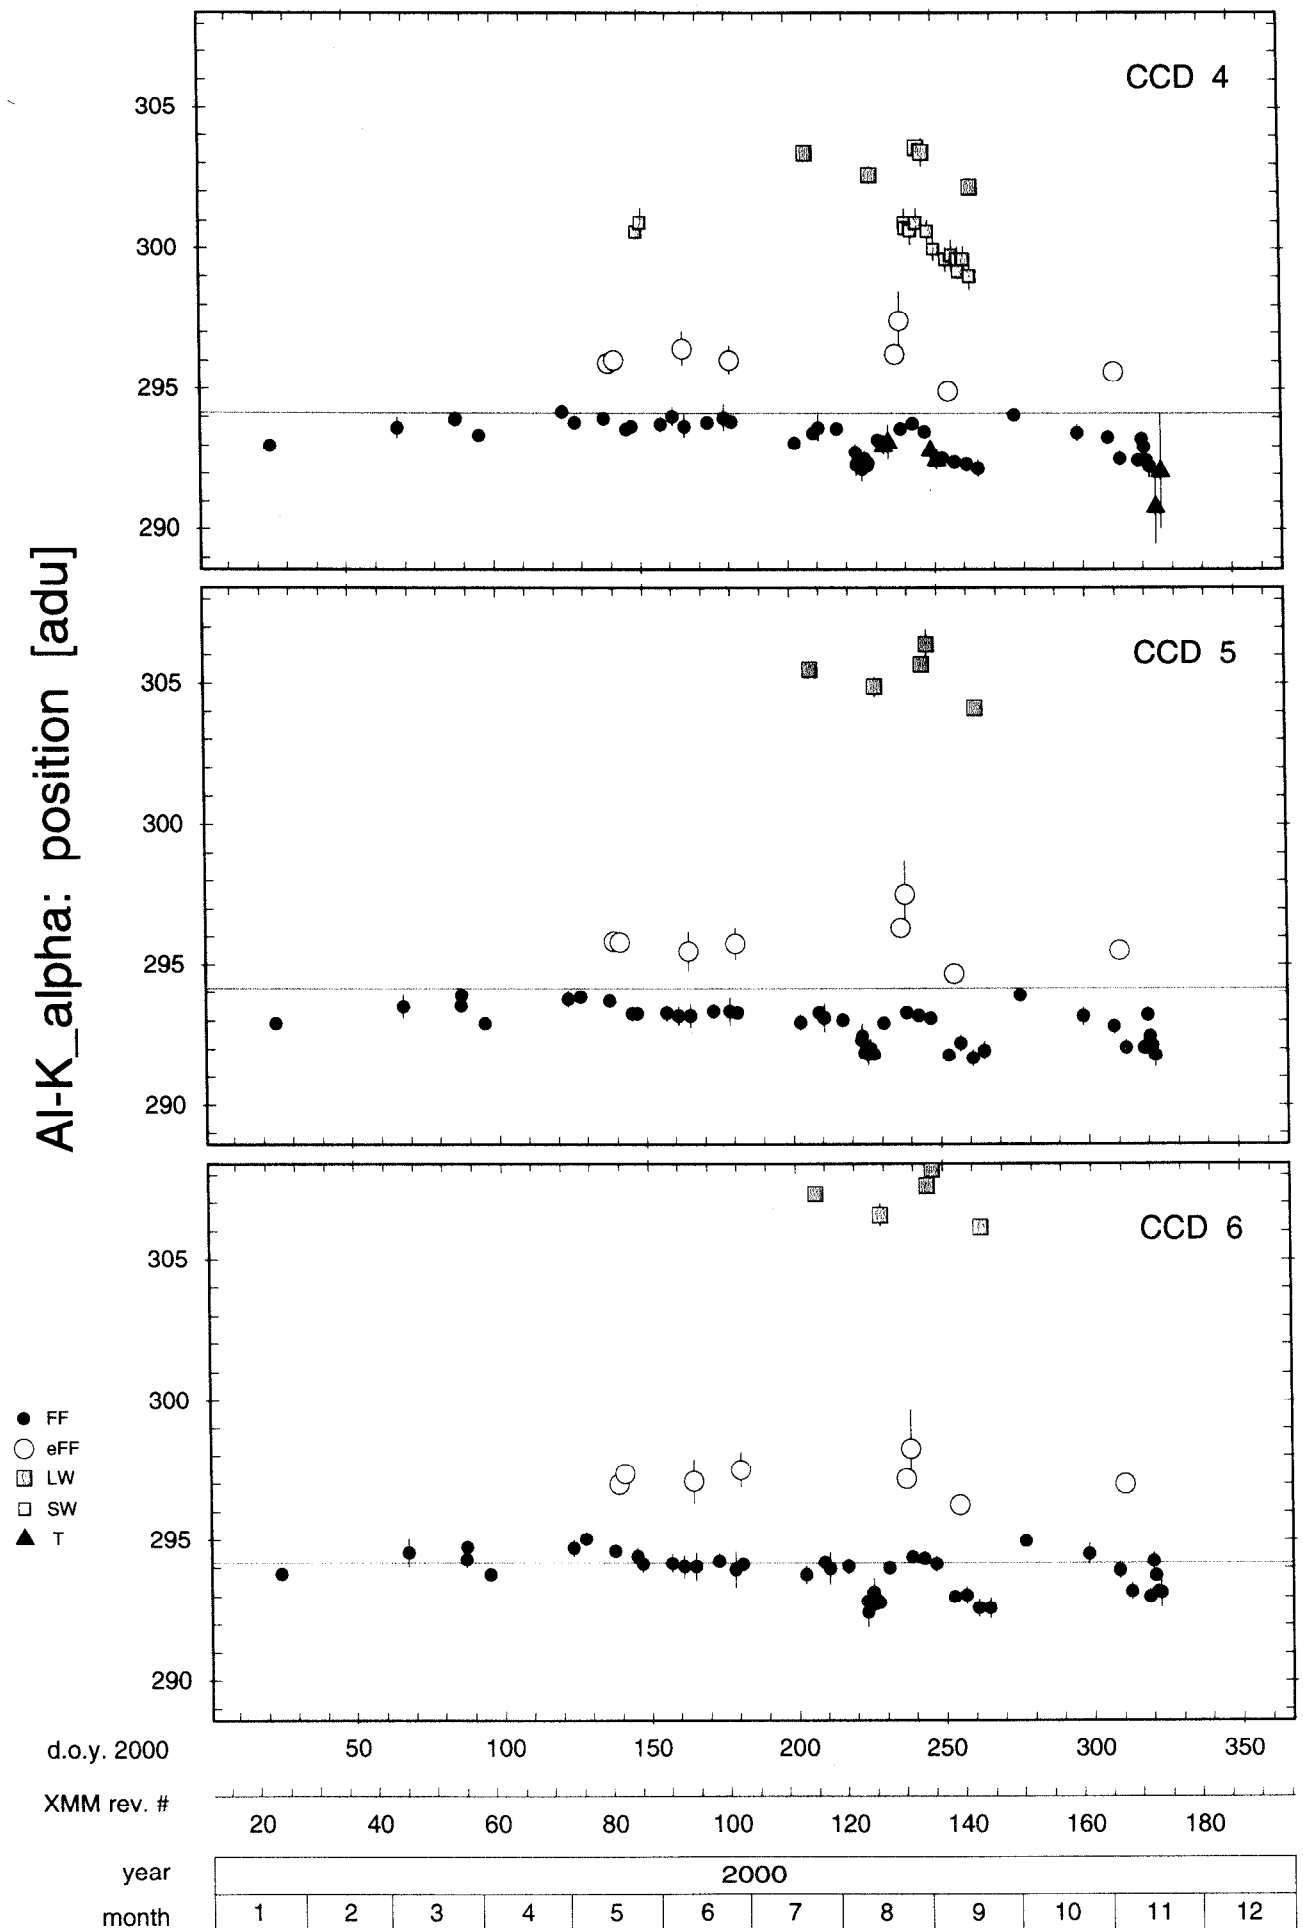 CCD 4
305
300
295
290
CCD 5
305
300
295
290
CCD 6
305
300
295
290
Al-K_alpha: position [adu]
FF
eFF
LW
SW
T
d.o.y. 2000 50 100 150 200 250 300 350
XMM rev. #
20 40 60 80 100 120 140 160 180
year 2000
month 1 2 3 4 5 6 7 8 9 10 11 12